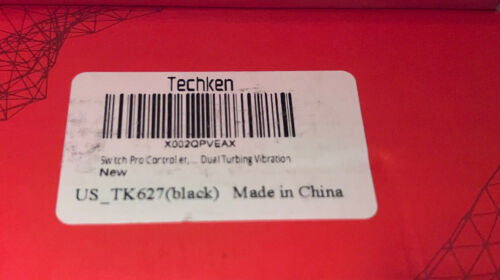 Techken
X002QPVEAX
Switch Pro Controller,... Dual Turbing Vibration
New
US_TK627(black) Made in China